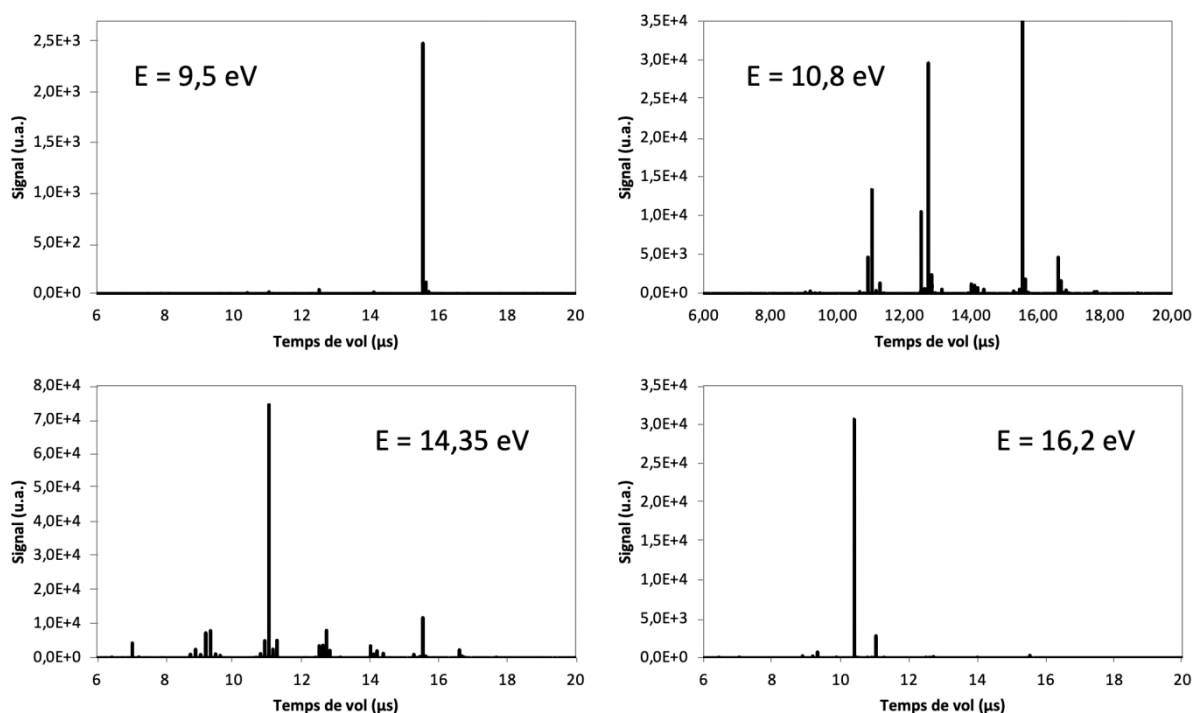 2,5E+3
2,0E+3
1,5E+3
1,0E+3
5,0E+2
0,0E+0
Signal (u.a.)
E = 9,5 eV
6 8 10 12 14 16 18 20
Temps de vol (µs)
3,5E+4
3,0E+4
2,5E+4
2,0E+4
1,5E+4
1,0E+4
5,0E+3
0,0E+0
Signal (u.a.)
E = 10,8 eV
6,00 8,00 10,00 12,00 14,00 16,00 18,00 20,00
Temps de vol (µs)
8,0E+4
7,0E+4
6,0E+4
5,0E+4
4,0E+4
3,0E+4
2,0E+4
1,0E+4
0,0E+0
Signal (u.a.)
E = 14,35 eV
6 8 10 12 14 16 18 20
Temps de vol (µs)
3,5E+4
3,0E+4
2,5E+4
2,0E+4
1,5E+4
1,0E+4
5,0E+3
0,0E+0
Signal (u.a.)
E = 16,2 eV
6 8 10 12 14 16 18 20
Temps de vol (µs)